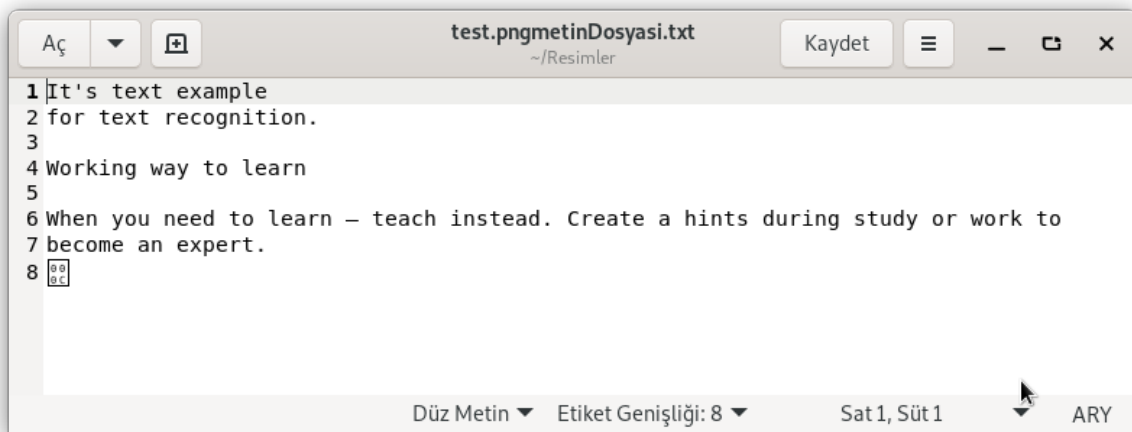 Aç
test.pngmetinDosyasi.txt
~/Resimler
Kaydet
1 It's text example
2 for text recognition.
3
4 Working way to learn
5
6 When you need to learn – teach instead. Create a hints during study or work to
7 become an expert.
8 000C
Düz Metin Etiket Genişliği: 8 Sat 1, Süt 1 ARY